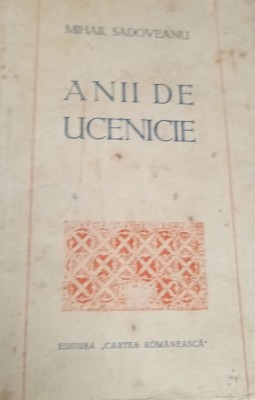 MIHAIL SADOVEANU
ANII DE
UCENICIE
EDITURA „CARTEA ROMÂNEASCĂ"